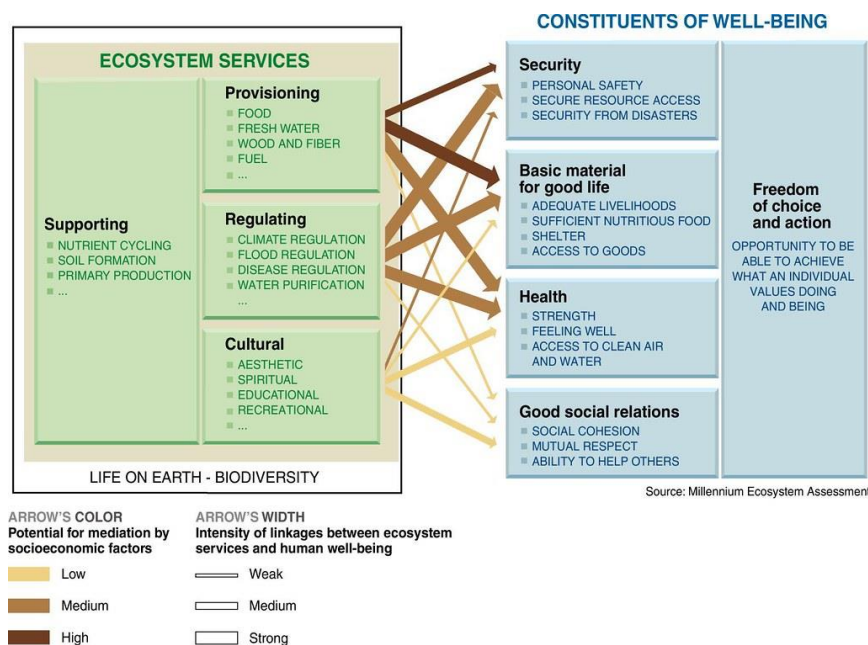 ECOSYSTEM SERVICES
Supporting
NUTRIENT CYCLING
SOIL FORMATION
PRIMARY PRODUCTION
...
Provisioning
FOOD
FRESH WATER
WOOD AND FIBER
FUEL
...
Regulating
CLIMATE REGULATION
FLOOD REGULATION
DISEASE REGULATION
WATER PURIFICATION
...
Cultural
AESTHETIC
SPIRITUAL
EDUCATIONAL
RECREATIONAL
...
LIFE ON EARTH - BIODIVERSITY
CONSTITUENTS OF WELL-BEING
Security
PERSONAL SAFETY
SECURE RESOURCE ACCESS
SECURITY FROM DISASTERS
Basic material
for good life
ADEQUATE LIVELIHOODS
SUFFICIENT NUTRITIOUS FOOD
SHELTER
ACCESS TO GOODS
Health
STRENGTH
FEELING WELL
ACCESS TO CLEAN AIR
AND WATER
Good social relations
SOCIAL COHESION
MUTUAL RESPECT
ABILITY TO HELP OTHERS
Freedom
of choice
and action
OPPORTUNITY TO BE
ABLE TO ACHIEVE
WHAT AN INDIVIDUAL
VALUES DOING
AND BEING
Source: Millennium Ecosystem Assessment
ARROW'S COLOR
Potential for mediation by
socioeconomic factors
Low
Medium
High
ARROW'S WIDTH
Intensity of linkages between ecosystem
services and human well-being
Weak
Medium
Strong